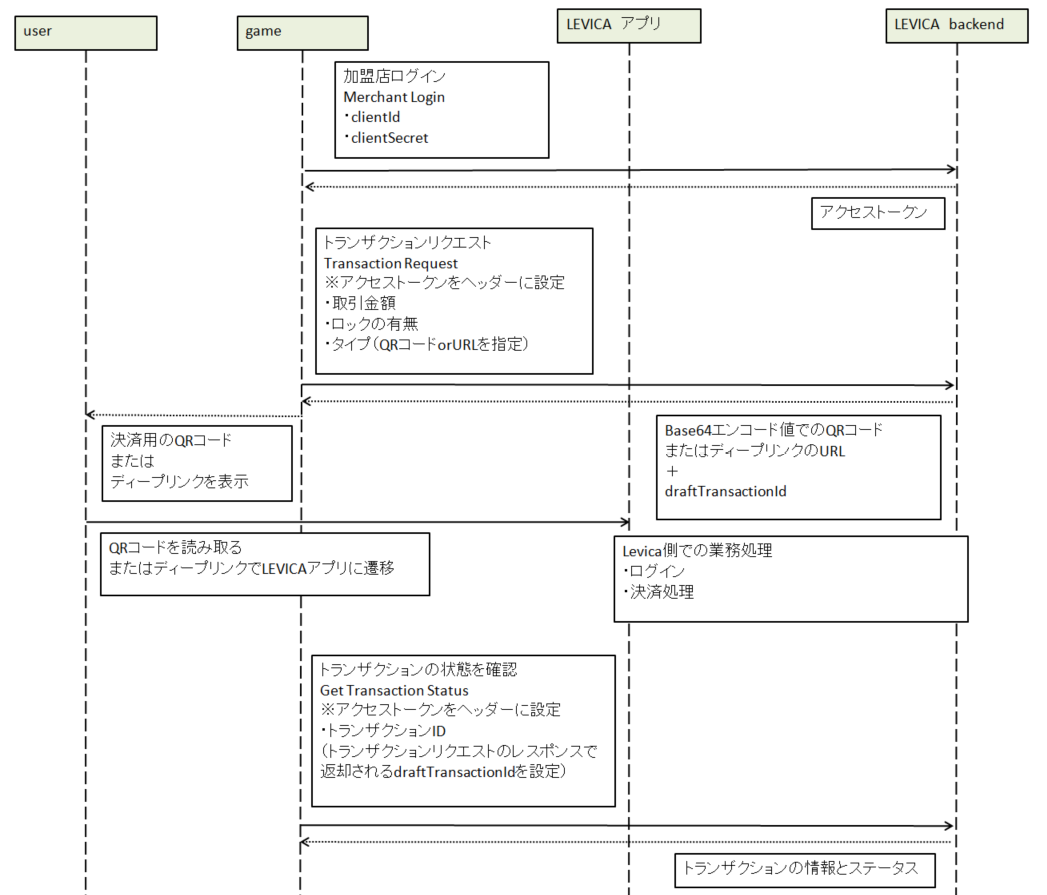 user
game
LEVICA アプリ
LEVICA backend
加盟店ログイン
Merchant Login
・clientId
・clientSecret
アクセストークン
トランザクションリクエスト
Transaction Request
※アクセストークンをヘッダーに設定
・取引金額
・ロックの有無
・タイプ（QRコードorURLを指定）
決済用のQRコード
または
ディープリンクを表示
Base64エンコード値でのQRコード
またはディープリンクのURL
＋
draftTransactionId
QRコードを読み取る
またはディープリンクでLEVICAアプリに遷移
Levica側での業務処理
・ログイン
・決済処理
トランザクションの状態を確認
Get Transaction Status
※アクセストークンをヘッダーに設定
・トランザクションID
（トランザクションリクエストのレスポンスで
返却されるdraftTransactionIdを設定）
トランザクションの情報とステータス